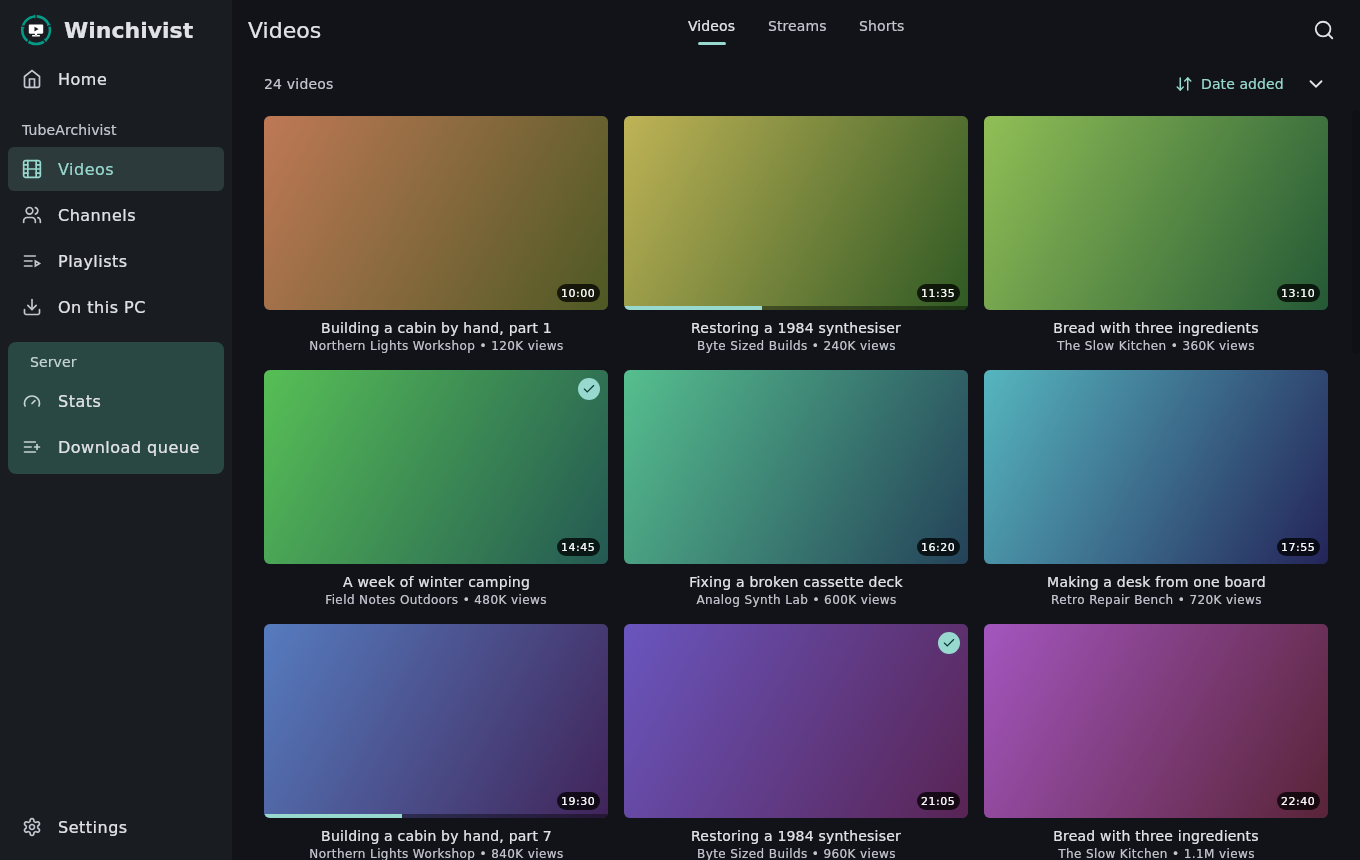 Winchivist
Videos
Videos
Streams
Shorts
Home
24 videos
Date added
TubeArchivist
Videos
Channels
Playlists
On this PC
Server
Stats
Download queue
Settings
10:00
11:35
13:10
Building a cabin by hand, part 1
Northern Lights Workshop • 120K views
Restoring a 1984 synthesiser
Byte Sized Builds • 240K views
Bread with three ingredients
The Slow Kitchen • 360K views
14:45
16:20
17:55
A week of winter camping
Field Notes Outdoors • 480K views
Fixing a broken cassette deck
Analog Synth Lab • 600K views
Making a desk from one board
Retro Repair Bench • 720K views
19:30
21:05
22:40
Building a cabin by hand, part 7
Northern Lights Workshop • 840K views
Restoring a 1984 synthesiser
Byte Sized Builds • 960K views
Bread with three ingredients
The Slow Kitchen • 1.1M views